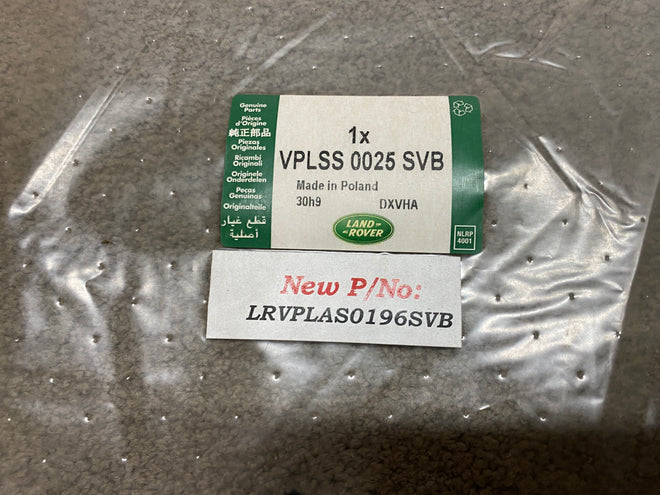 Genuine
Parts
Pièces
d'Origine
純正部品
Piezas
Originales
Ricambi
Originali
Originele
Onderdelen
Peças
Genuínas
Originalteile
قطع غيار
أصلية
1x
VPLSS 0025 SVB
Made in Poland
30h9 DXVHA
LAND-
-ROVER
NLRP
4001
New P/No:
LRVPLAS0196SVB